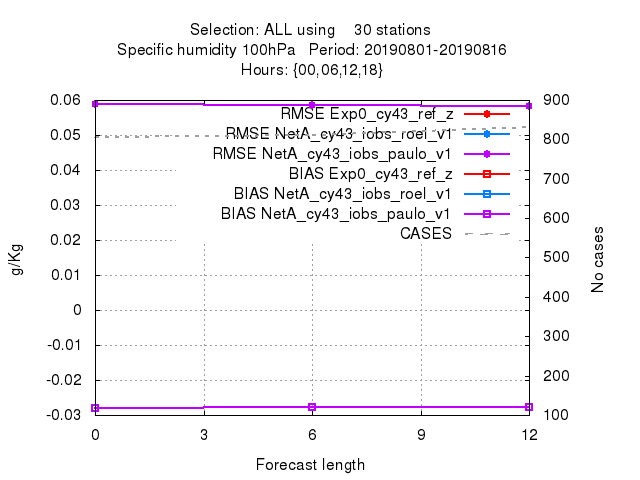 Selection: ALL using 30 stations
Specific humidity 100hPa Period: 20190801-20190816
Hours: {00,06,12,18}
RMSE Exp0_cy43_ref_z
RMSE NetA_cy43_iobs_roel_v1
RMSE NetA_cy43_iobs_paulo_v1
BIAS Exp0_cy43_ref_z
BIAS NetA_cy43_iobs_roel_v1
BIAS NetA_cy43_iobs_paulo_v1
CASES
g/Kg
0.06
0.05
0.04
0.03
0.02
0.01
0
-0.01
-0.02
-0.03
900
800
700
600
500
400
300
200
100
No cases
0 3 6 9 12
Forecast length